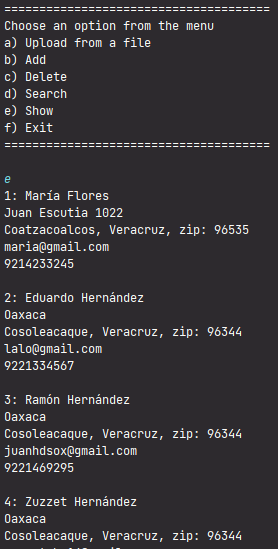 ======================================
Choose an option from the menu
a) Upload from a file
b) Add
c) Delete
d) Search
e) Show
f) Exit
======================================
e
1: María Flores
Juan Escutia 1022
Coatzacoalcos, Veracruz, zip: 96535
maria@gmail.com
9214233245
2: Eduardo Hernández
Oaxaca
Cosoleacaque, Veracruz, zip: 96344
lalo@gmail.com
9221334567
3: Ramón Hernández
Oaxaca
Cosoleacaque, Veracruz, zip: 96344
juanhdsox@gmail.com
9221469295
4: Zuzzet Hernández
Oaxaca
Cosoleacaque, Veracruz, zip: 96344